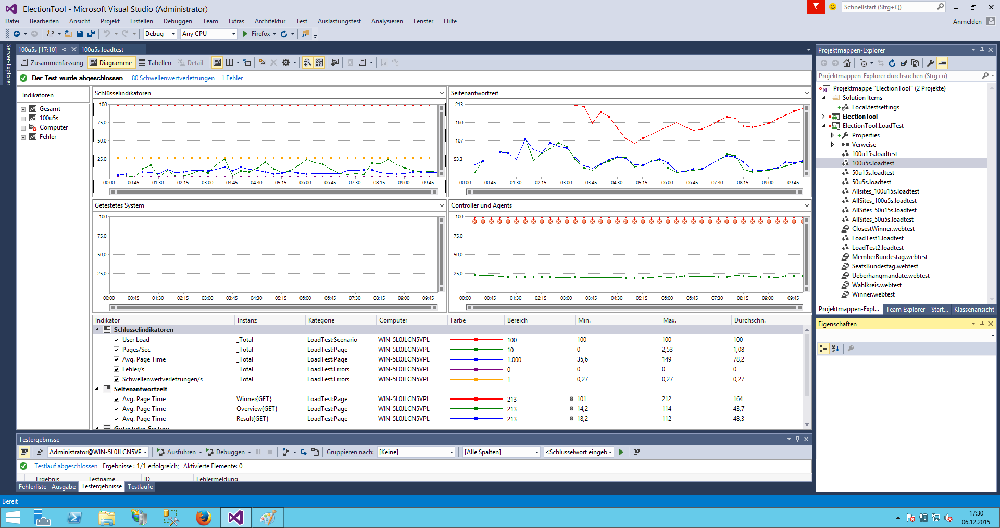 ElectionTool - Microsoft Visual Studio (Administrator)
Schnellstart (Strg+Q)
Datei Bearbeiten Ansicht Projekt Erstellen Debuggen Team Extras Architektur Test Auslastungstest Analysieren Fenster Hilfe
Anmelden
Debug Any CPU Firefox
Server-Explorer
100u5s [17:10] 100u5s.loadtest
Zusammenfassung Diagramme Tabellen Detail
Der Test wurde abgeschlossen. 80 Schwellenwertverletzungen 1 Fehler
Indikatoren
Gesamt
100u5s
Computer
Fehler
Schlüsselindikatoren
100
75,0
50,0
25,0
00:00 00:45 01:30 02:15 03:00 03:45 04:30 05:15 06:00 06:45 07:30 08:15 09:00 09:45
Seitenantwortzeit
213
160
107
53,3
00:00 00:45 01:30 02:15 03:00 03:45 04:30 05:15 06:00 06:45 07:30 08:15 09:00 09:45
Getestetes System
100
75,0
50,0
25,0
00:00 00:45 01:30 02:15 03:00 03:45 04:30 05:15 06:00 06:45 07:30 08:15 09:00 09:45
Controller und Agents
100
75,0
50,0
25,0
00:00 00:45 01:30 02:15 03:00 03:45 04:30 05:15 06:00 06:45 07:30 08:15 09:00 09:45
Indikator Instanz Kategorie Computer Farbe Bereich Min. Max. Durchschn.
Schlüsselindikatoren
User Load _Total LoadTest:Scenario WIN-5L0JLCN5VPL 100 100 100 100
Pages/Sec _Total LoadTest:Page WIN-5L0JLCN5VPL 10 0 2,53 1,08
Avg. Page Time _Total LoadTest:Page WIN-5L0JLCN5VPL 1.000 35,6 149 78,2
Fehler/s _Total LoadTest:Errors WIN-5L0JLCN5VPL 0 0 0 0
Schwellenwertverletzungen/s _Total LoadTest:Errors WIN-5L0JLCN5VPL 1 0,27 0,27 0,27
Seitenantwortzeit
Avg. Page Time Winner{GET} LoadTest:Page WIN-5L0JLCN5VPL 213 101 212 164
Avg. Page Time Overview{GET} LoadTest:Page WIN-5L0JLCN5VPL 213 14,2 114 43,7
Avg. Page Time Result{GET} LoadTest:Page WIN-5L0JLCN5VPL 213 18,2 112 48,3
Getestetes System
Testergebnisse
Administrator@WIN-5L0JLCN5VP Ausführen Debuggen Gruppieren nach: [Keine] [Alle Spalten] <Schlüsselwort eingeb
Testlauf abgeschlossen Ergebnisse : 1/1 erfolgreich; Aktivierte Elemente: 0
Ergebnis Testname ID Fehlermeldung
Fehlerliste Ausgabe Testergebnisse Testläufe
Projektmappen-Explorer
Projektmappen-Explorer durchsuchen (Strg+ü)
Projektmappe "ElectionTool" (2 Projekte)
Solution Items
Local.testsettings
ElectionTool
ElectionTool.LoadTest
Properties
Verweise
100u15s.loadtest
100u5s.loadtest
50u15s.loadtest
50u5s.loadtest
Allsites_100u15s.loadtest
AllSites_100u5s.loadtest
AllSites_50u15s.loadtest
AllSites_50u5s.loadtest
ClosestWinner.webtest
LoadTest1.loadtest
LoadTest2.loadtest
MemberBundestag.webtest
SeatsBundestag.webtest
Ueberhangmandate.webtest
Wahlkreis.webtest
Winner.webtest
Projektmappen-Expl... Team Explorer – Start... Klassenansicht
Eigenschaften
Bereit
17:30
06.12.2015